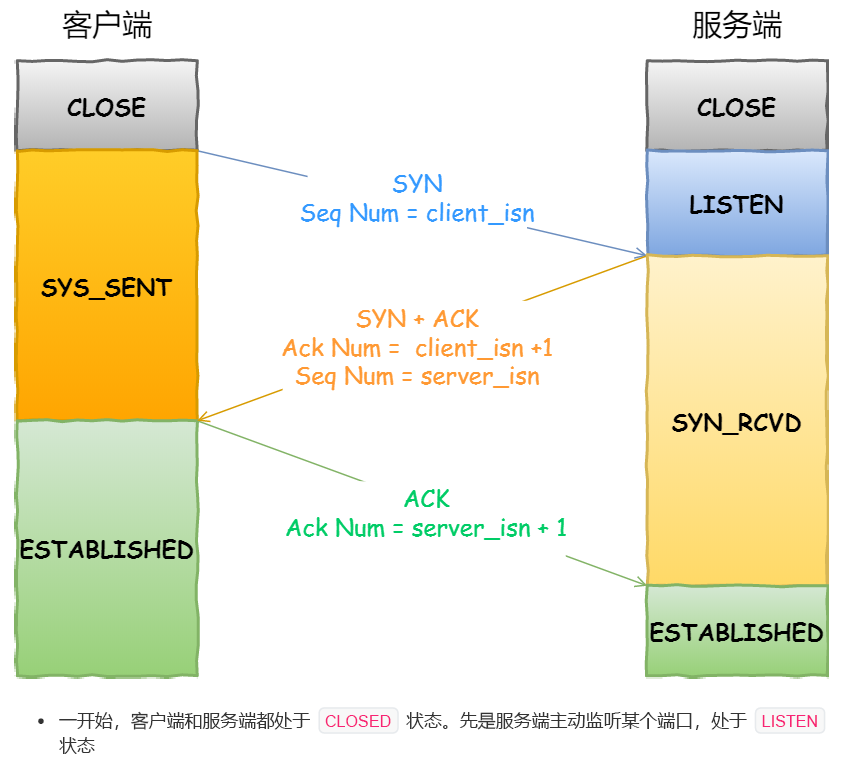 客户端
服务端
CLOSE
CLOSE
SYN
Seq Num = client_isn
LISTEN
SYS_SENT
SYN + ACK
Ack Num =  client_isn +1
Seq Num = server_isn
SYN_RCVD
ACK
Ack Num = server_isn + 1
ESTABLISHED
ESTABLISHED
• 一开始，客户端和服务端都处于 CLOSED 状态。先是服务端主动监听某个端口，处于 LISTEN
状态